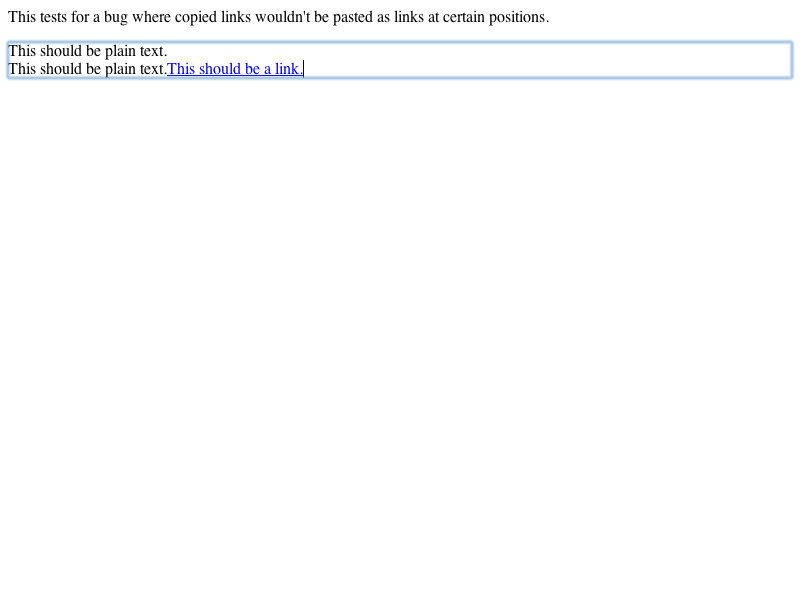 This tests for a bug where copied links wouldn't be pasted as links at certain positions.
This should be plain text.
This should be plain text.This should be a link.